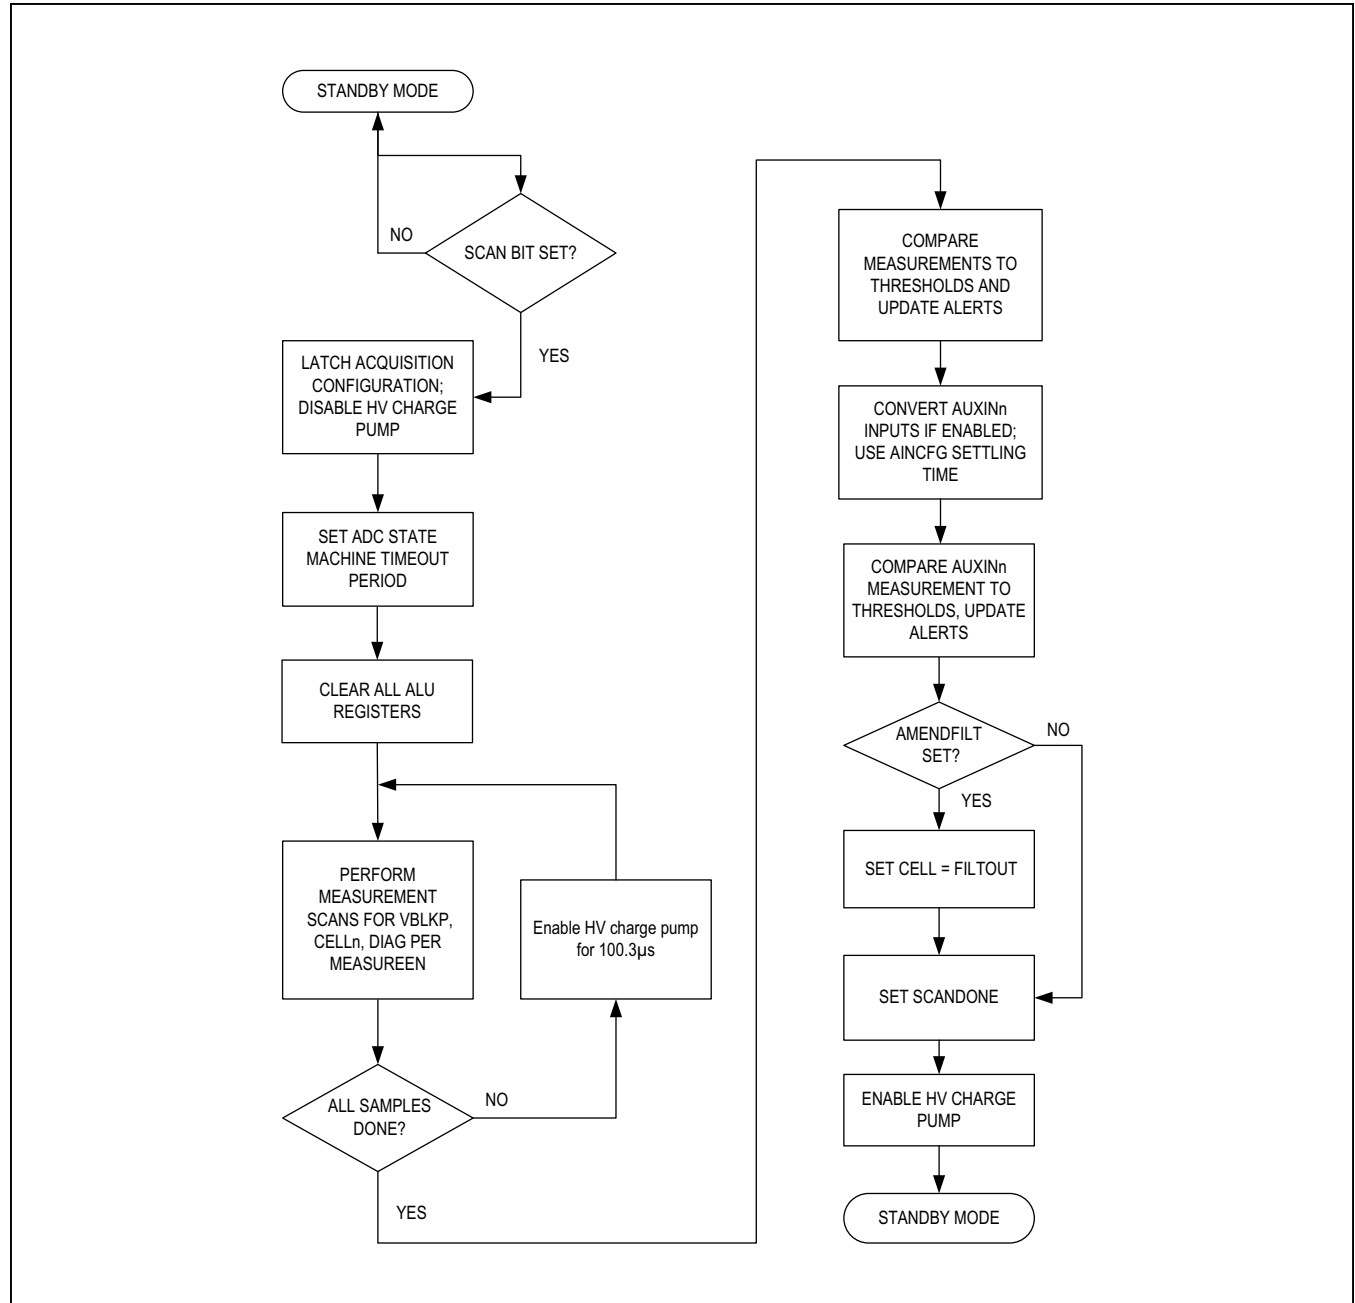 STANDBY MODE
NO
SCAN BIT SET?
YES
LATCH ACQUISITION
CONFIGURATION;
DISABLE HV CHARGE
PUMP
SET ADC STATE
MACHINE TIMEOUT
PERIOD
CLEAR ALL ALU
REGISTERS
PERFORM
MEASUREMENT
SCANS FOR VBLKP,
CELLn, DIAG PER
MEASUREEN
Enable HV charge pump
for 100.3µs
ALL SAMPLES
DONE?
NO
YES
COMPARE
MEASUREMENTS TO
THRESHOLDS AND
UPDATE ALERTS
CONVERT AUXINn
INPUTS IF ENABLED;
USE AINCFG SETTLING
TIME
COMPARE AUXINn
MEASUREMENT TO
THRESHOLDS, UPDATE
ALERTS
AMENDFILT
SET?
NO
YES
SET CELL = FILTOUT
SET SCANDONE
ENABLE HV CHARGE
PUMP
STANDBY MODE